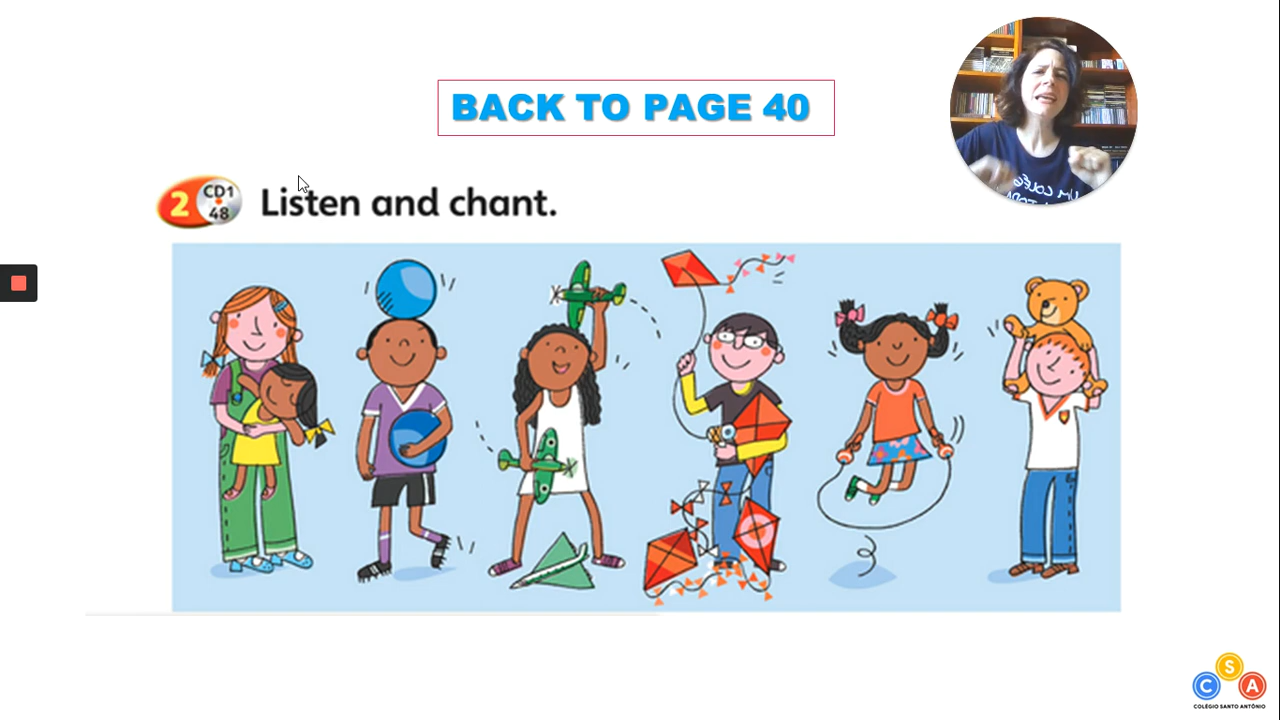 BACK TO PAGE 40
2 CD1 48 Listen and chant.
C S A
COLÉGIO SANTO ANTÔNIO